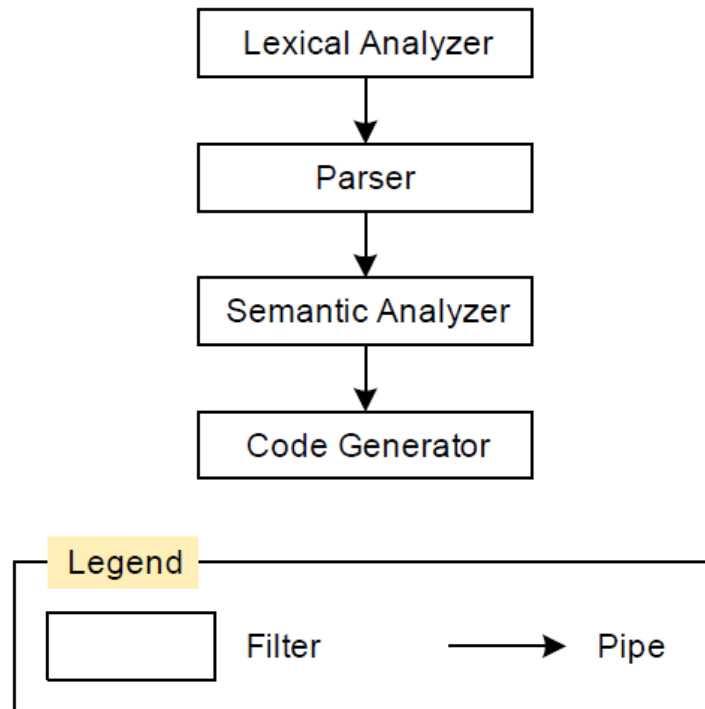 Lexical Analyzer
Parser
Semantic Analyzer
Code Generator
Legend
Filter
Pipe